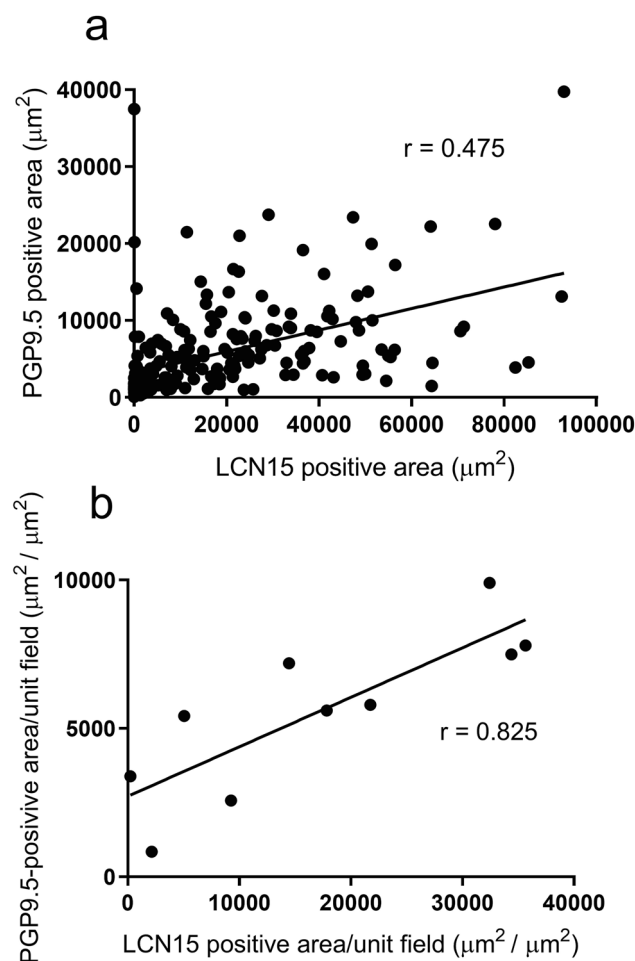 a
PGP9.5 positive area (μm²)
40000
30000
20000
10000
0
r = 0.475
0 20000 40000 60000 80000 100000
LCN15 positive area (μm²)
b
PGP9.5-posivive area/unit field (μm² / μm²)
10000
5000
0
r = 0.825
0 10000 20000 30000 40000
LCN15 positive area/unit field (μm² / μm²)